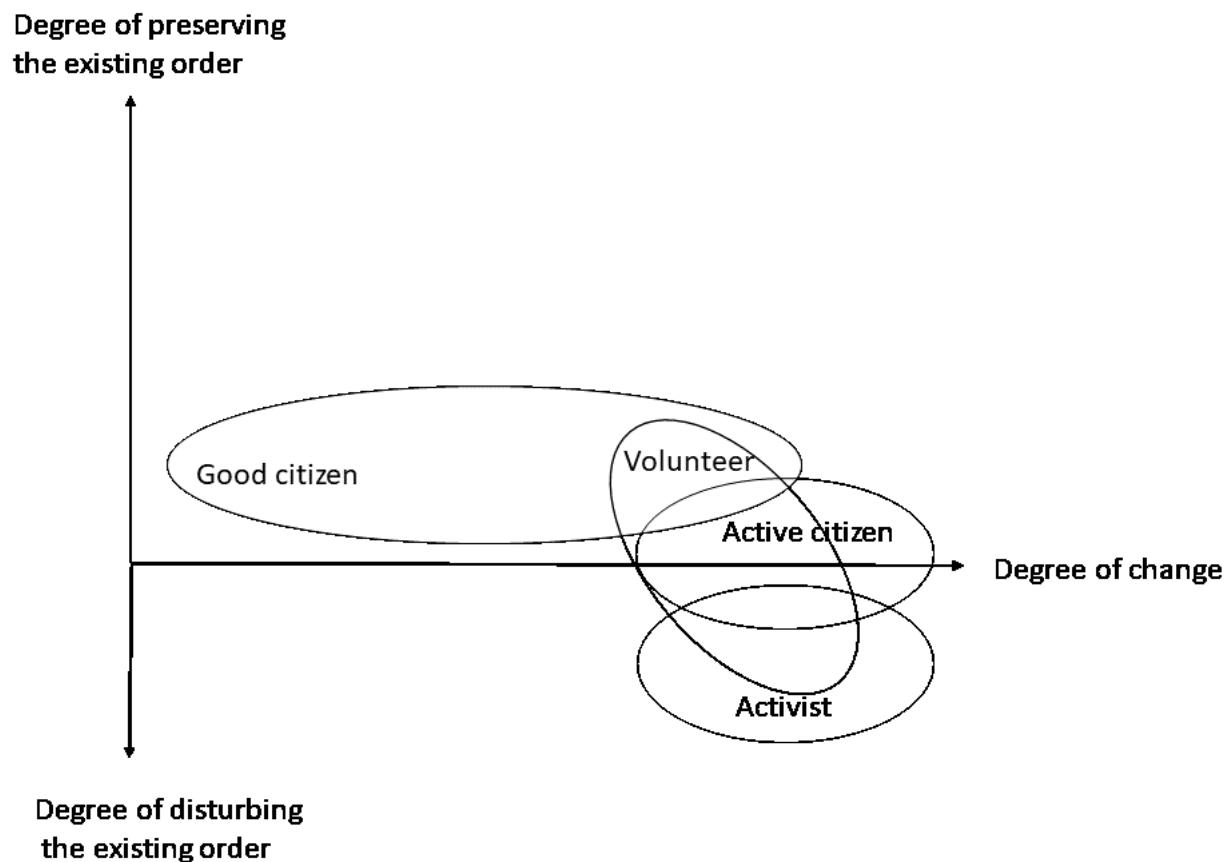 Degree of preserving
the existing order
Good citizen
Volunteer
Active citizen
Degree of change
Activist
Degree of disturbing
the existing order